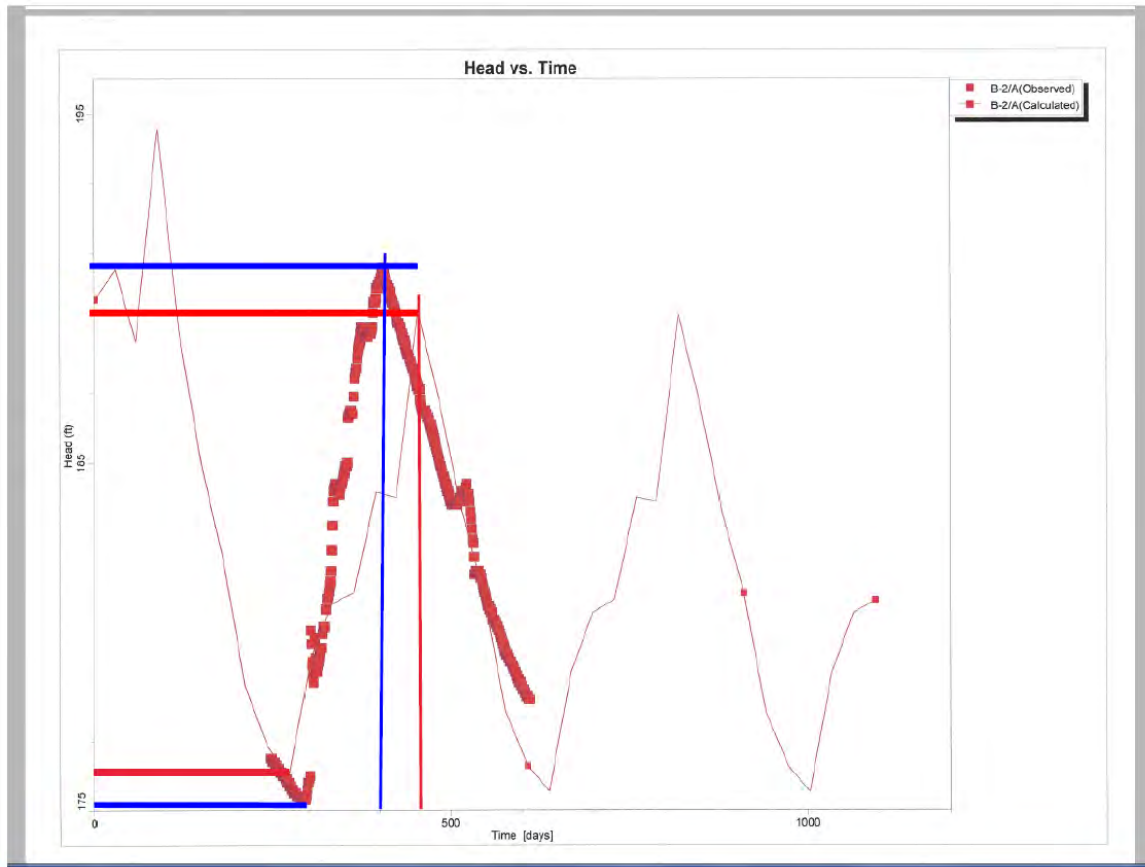 Head vs. Time
B-2/A(Observed)
B-2/A(Calculated)
195
185
175
Head (ft)
0
500
1000
Time [days]